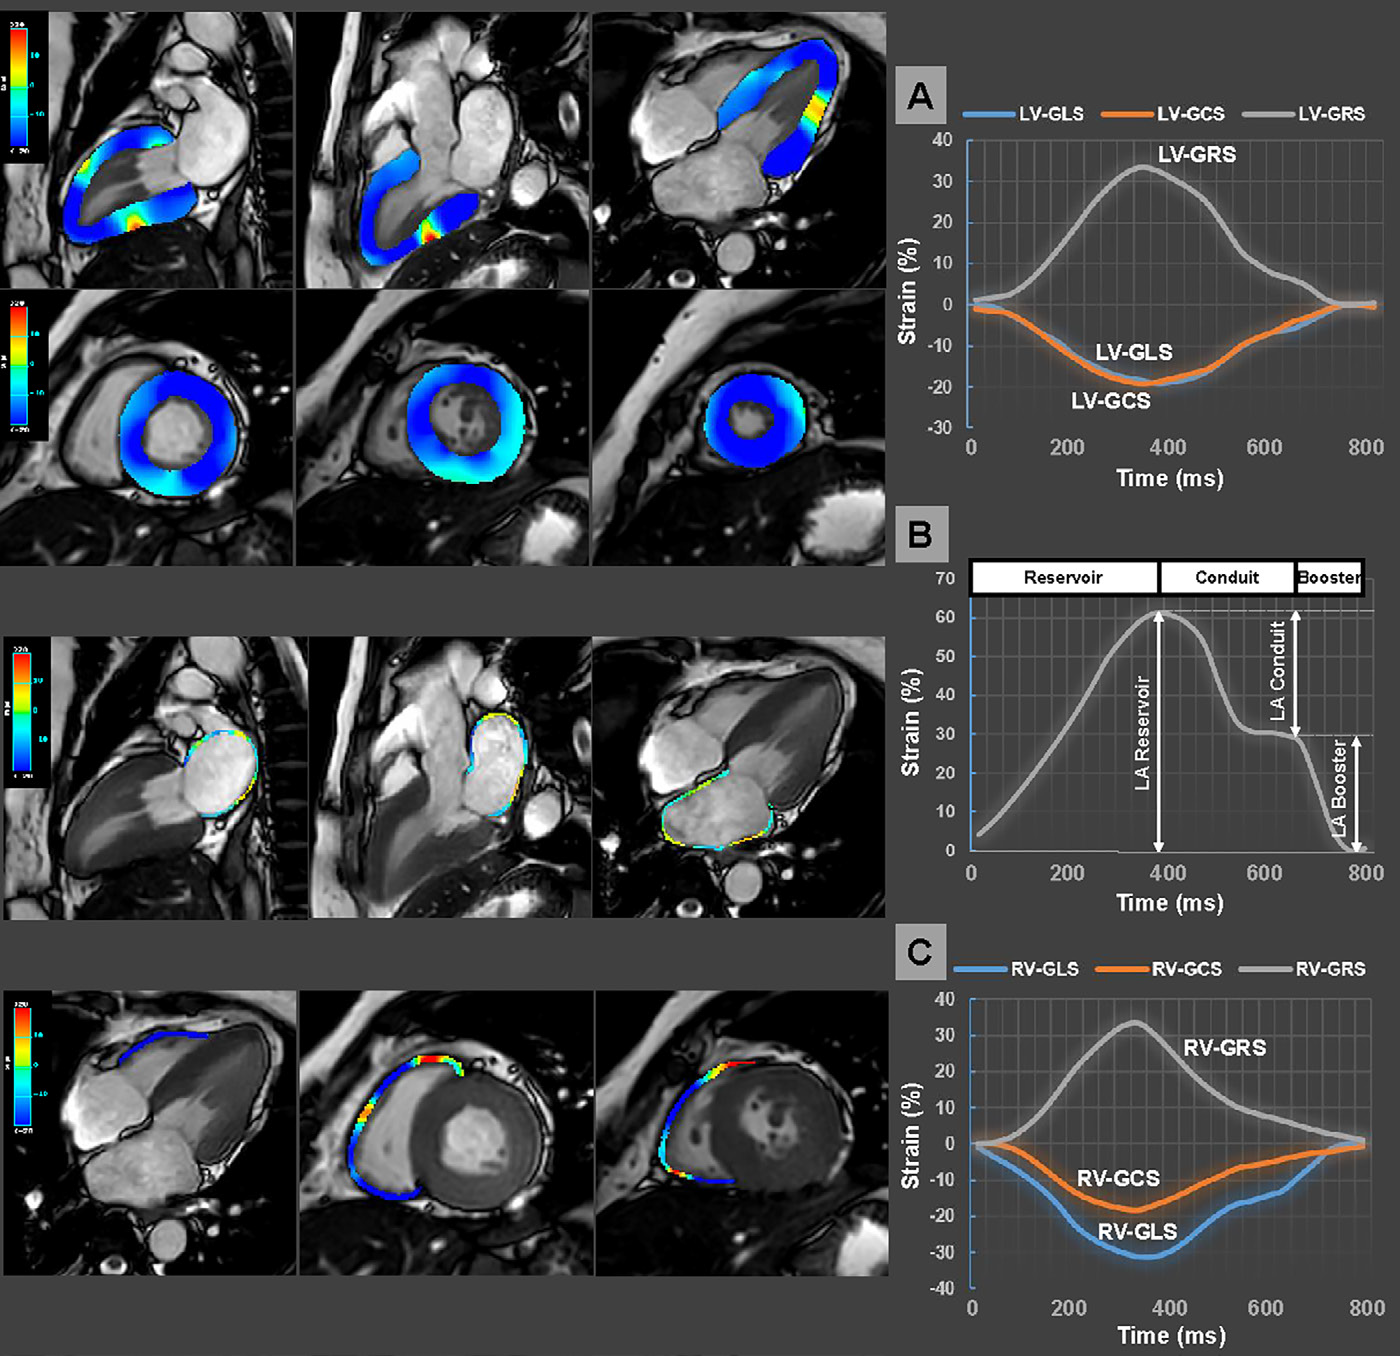 A
LV-GLS LV-GCS LV-GRS
40
30
20
10
0
-10
-20
-30
Strain (%)
LV-GRS
LV-GLS
LV-GCS
0 200 400 600 800
Time (ms)
B
Reservoir Conduit Booster
70
60
50
40
30
20
10
0
Strain (%)
LA Reservoir
LA Conduit
LA Booster
0 200 400 600 800
Time (ms)
C
RV-GLS RV-GCS RV-GRS
40
30
20
10
0
-10
-20
-30
-40
Strain (%)
RV-GRS
RV-GCS
RV-GLS
0 200 400 600 800
Time (ms)